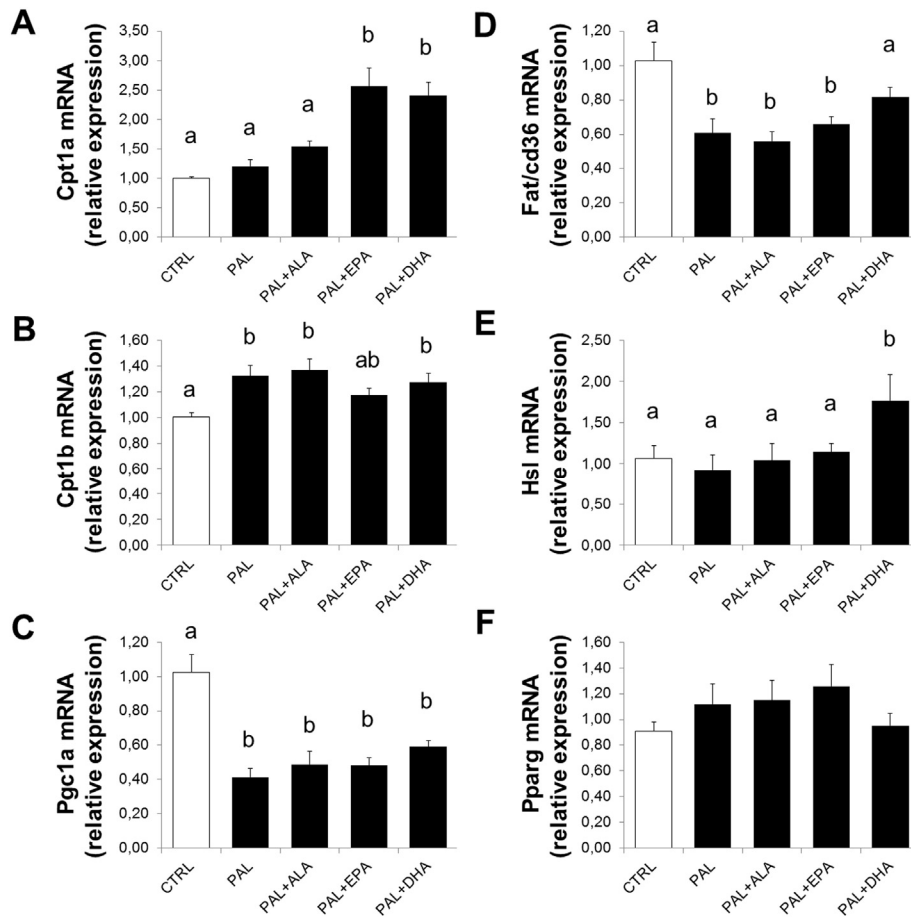 A
Cpt1a mRNA
(relative expression)
3,50
3,00
2,50
2,00
1,50
1,00
0,50
0,00
a
a
a
b
b
CTRL
PAL
PAL+ALA
PAL+EPA
PAL+DHA
B
Cpt1b mRNA
(relative expression)
1,60
1,40
1,20
1,00
0,80
0,60
0,40
0,20
0,00
a
b
b
ab
b
CTRL
PAL
PAL+ALA
PAL+EPA
PAL+DHA
C
Pgc1a mRNA
(relative expression)
1,20
1,00
0,80
0,60
0,40
0,20
0,00
a
b
b
b
b
CTRL
PAL
PAL+ALA
PAL+EPA
PAL+DHA
D
Fat/cd36 mRNA
(relative expression)
1,20
1,00
0,80
0,60
0,40
0,20
0,00
a
b
b
b
a
CTRL
PAL
PAL+ALA
PAL+EPA
PAL+DHA
E
Hsl mRNA
(relative expression)
2,50
2,00
1,50
1,00
0,50
0,00
a
a
a
a
b
CTRL
PAL
PAL+ALA
PAL+EPA
PAL+DHA
F
Pparg mRNA
(relative expression)
1,60
1,40
1,20
1,00
0,80
0,60
0,40
0,20
0,00
CTRL
PAL
PAL+ALA
PAL+EPA
PAL+DHA